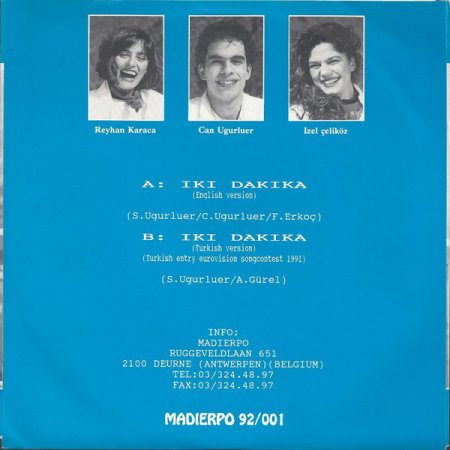 Reyhan Karaca
Can Ugurluer
Izel çeliköz
A: IKI DAKIKA
(English version)
(S.Ugurluer/C.Ugurluer/F.Erkoç)
B: IKI DAKIKA
(Turkish version)
(Turkish entry eurovision songcontest 1991)
(S.Ugurluer/A.Gürel)
INFO;
MADIERPO
RUGGEVELDLAAN 651
2100 DEURNE (ANTWERPEN)(BELGIUM)
TEL:03/324.48.97
FAX:03/324.48.97
MADIERPO 92/001